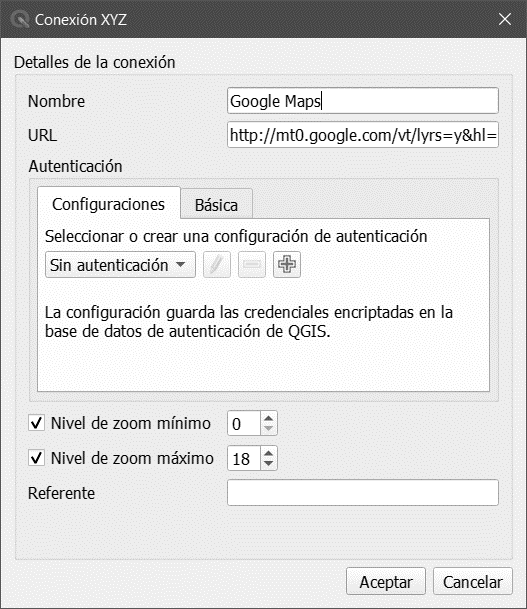 Conexión XYZ
Detalles de la conexión
Nombre Google Maps
URL http://mt0.google.com/vt/lyrs=y&hl=
Autenticación
Configuraciones Básica
Seleccionar o crear una configuración de autenticación
Sin autenticación
La configuración guarda las credenciales encriptadas en la
base de datos de autenticación de QGIS.
Nivel de zoom mínimo 0
Nivel de zoom máximo 18
Referente
Aceptar Cancelar